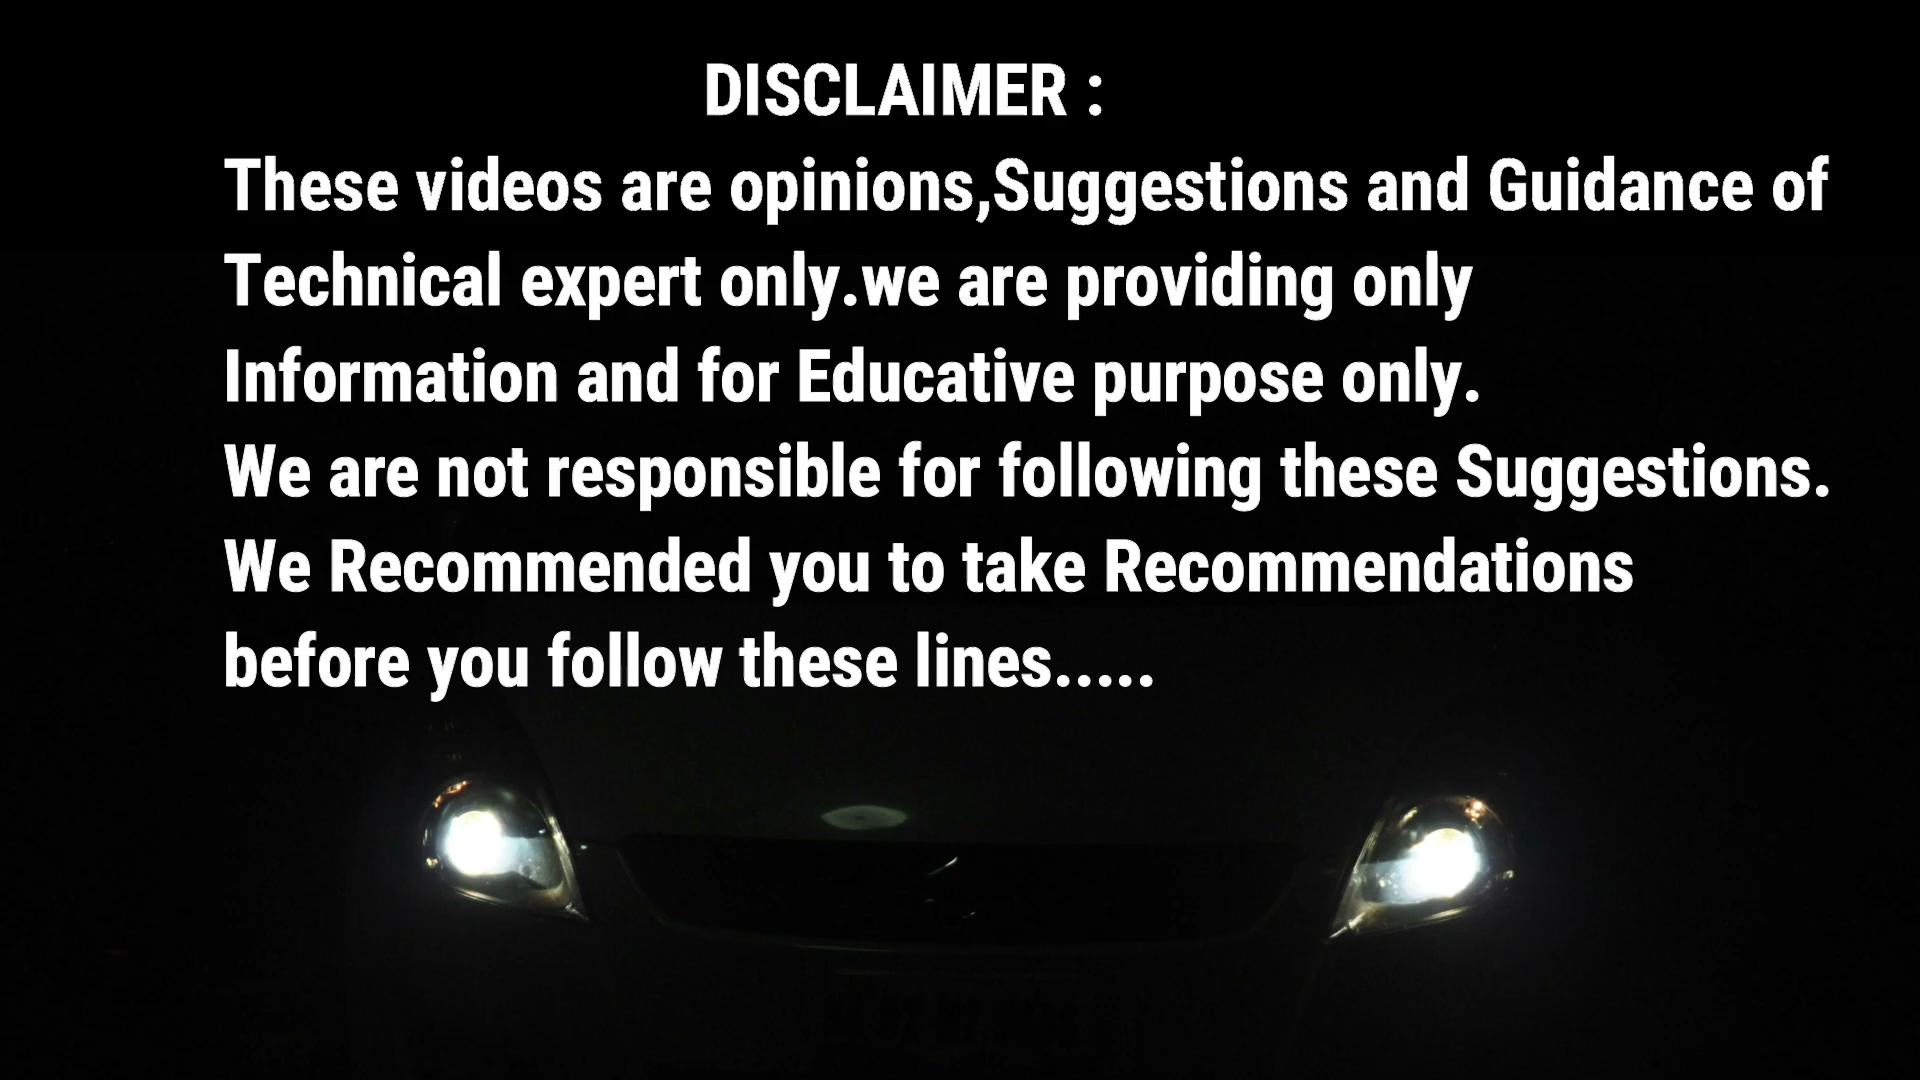 DISCLAIMER :
These videos are opinions,Suggestions and Guidance of
Technical expert only.we are providing only
Information and for Educative purpose only.
We are not responsible for following these Suggestions.
We Recommended you to take Recommendations
before you follow these lines.....